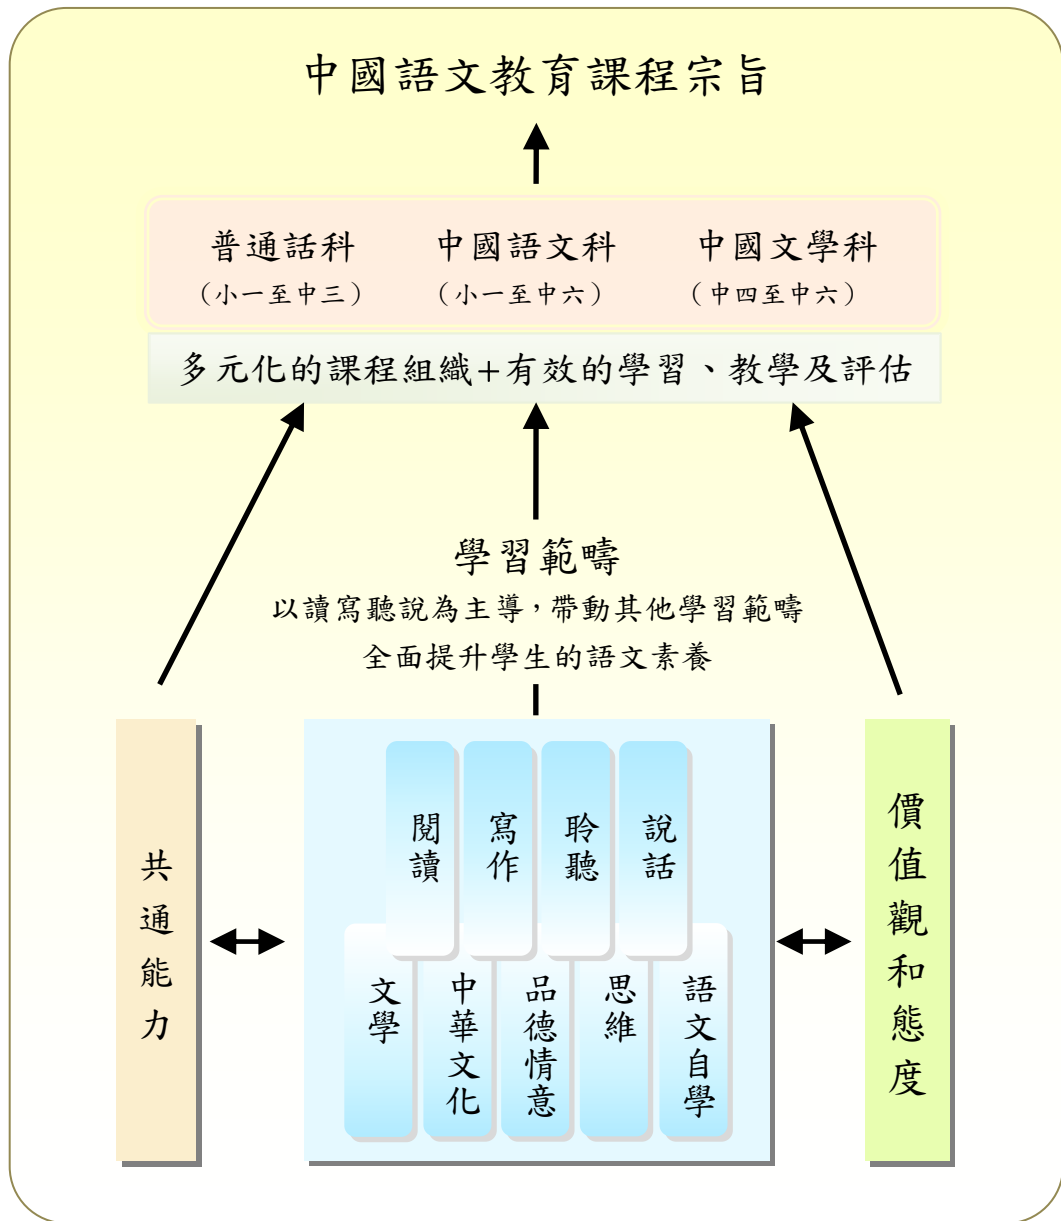 中國語文教育課程宗旨
普通話科 中國語文科 中國文學科
（小一至中三） （小一至中六） （中四至中六）
多元化的課程組織+有效的學習、教學及評估
學習範疇
以讀寫聽說為主導，帶動其他學習範疇
全面提升學生的語文素養
共通能力
閱讀
寫作
聆聽
說話
文學
中華文化
品德情意
思維
語文自學
價值觀和態度